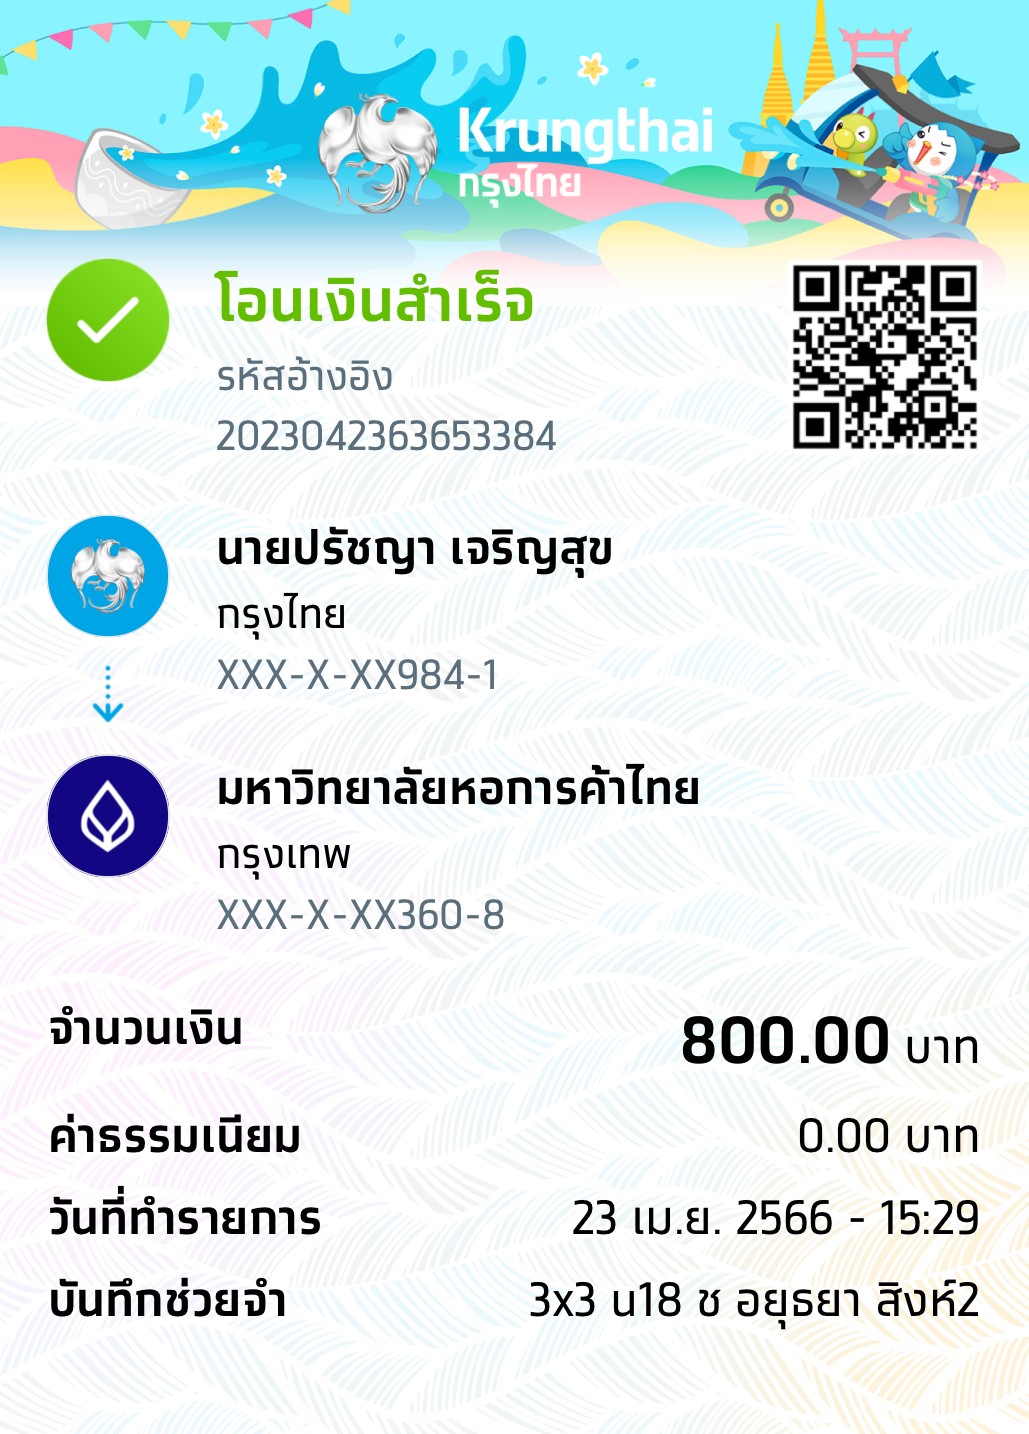 Krungthai
กรุงไทย
โอนเงินสำเร็จ
รหัสอ้างอิง
2023042363653384
นายปรัชญา เจริญสุข
กรุงไทย
XXX-X-XX984-1
มหาวิทยาลัยหอการค้าไทย
กรุงเทพ
XXX-X-XX360-8
จำนวนเงิน 800.00 บาท
ค่าธรรมเนียม 0.00 บาท
วันที่ทำรายการ 23 เม.ย. 2566 - 15:29
บันทึกช่วยจำ 3x3 น18 ช อยุธยา สิงห์2